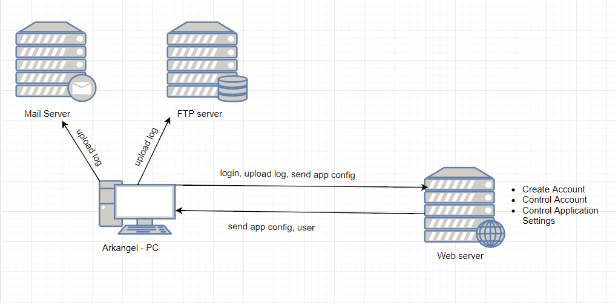 Mail Server
FTP server
upload log
upload log
login, upload log, send app config
Create Account
Control Account
Control Application
Settings
send app config, user
Arkangel - PC
Web server